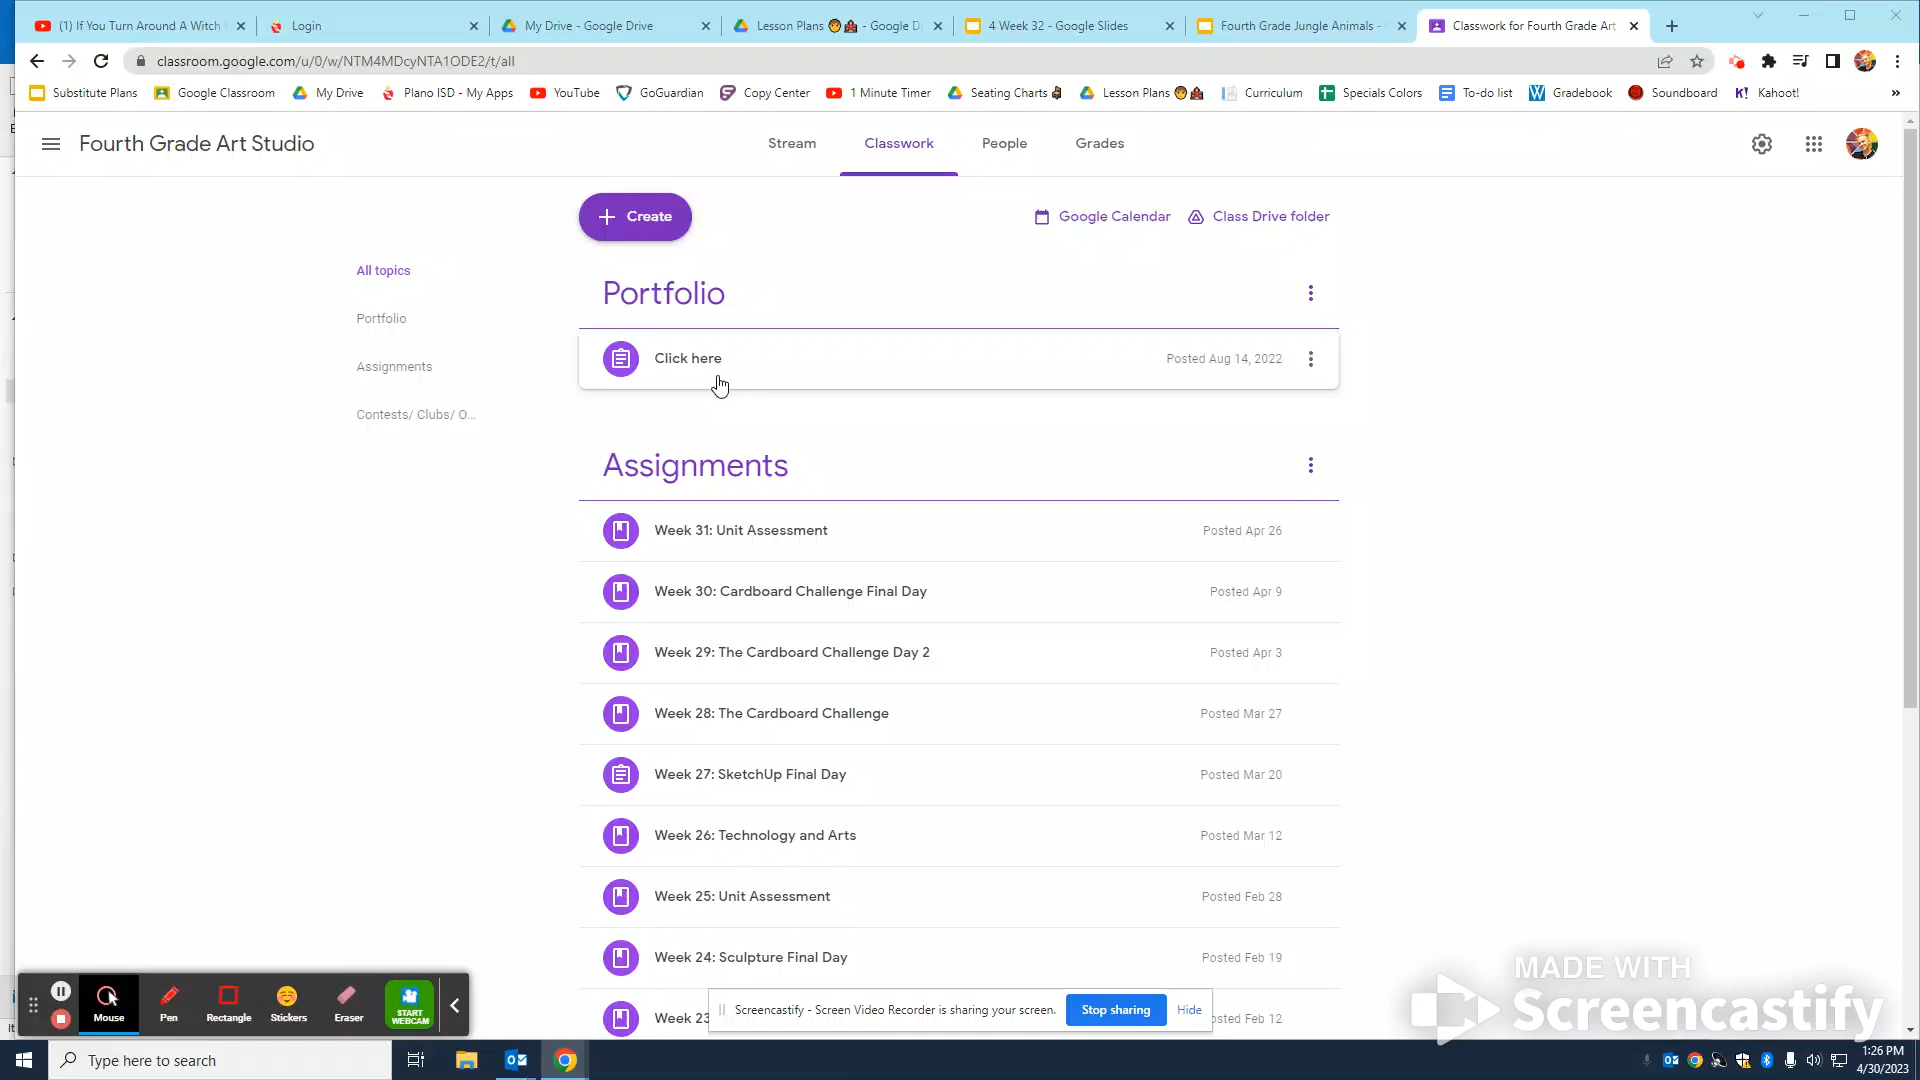 (1) If You Turn Around A Witch
Login
My Drive - Google Drive
Lesson Plans - Google D
4 Week 32 - Google Slides
Fourth Grade Jungle Animals -
Classwork for Fourth Grade Art
classroom.google.com/u/0/w/NTM4MDcyNTA1ODE2/t/all
Substitute Plans
Google Classroom
My Drive
Plano ISD - My Apps
YouTube
GoGuardian
Copy Center
1 Minute Timer
Seating Charts
Lesson Plans
Curriculum
Specials Colors
To-do list
Gradebook
Soundboard
K! Kahoot!
»
Fourth Grade Art Studio
Stream
Classwork
People
Grades
Create
Google Calendar
Class Drive folder
All topics
Portfolio
Assignments
Contests/ Clubs/ O...
Portfolio
Click here
Posted Aug 14, 2022
Assignments
Week 31: Unit Assessment
Posted Apr 26
Week 30: Cardboard Challenge Final Day
Posted Apr 9
Week 29: The Cardboard Challenge Day 2
Posted Apr 3
Week 28: The Cardboard Challenge
Posted Mar 27
Week 27: SketchUp Final Day
Posted Mar 20
Week 26: Technology and Arts
Posted Mar 12
Week 25: Unit Assessment
Posted Feb 28
Week 24: Sculpture Final Day
Posted Feb 19
Week 23
Posted Feb 12
Mouse
Pen
Rectangle
Stickers
Eraser
START
WEBCAM
Screencastify - Screen Video Recorder is sharing your screen.
Stop sharing
Hide
MADE WITH
Screencastify
Type here to search
1:26 PM
4/30/2023